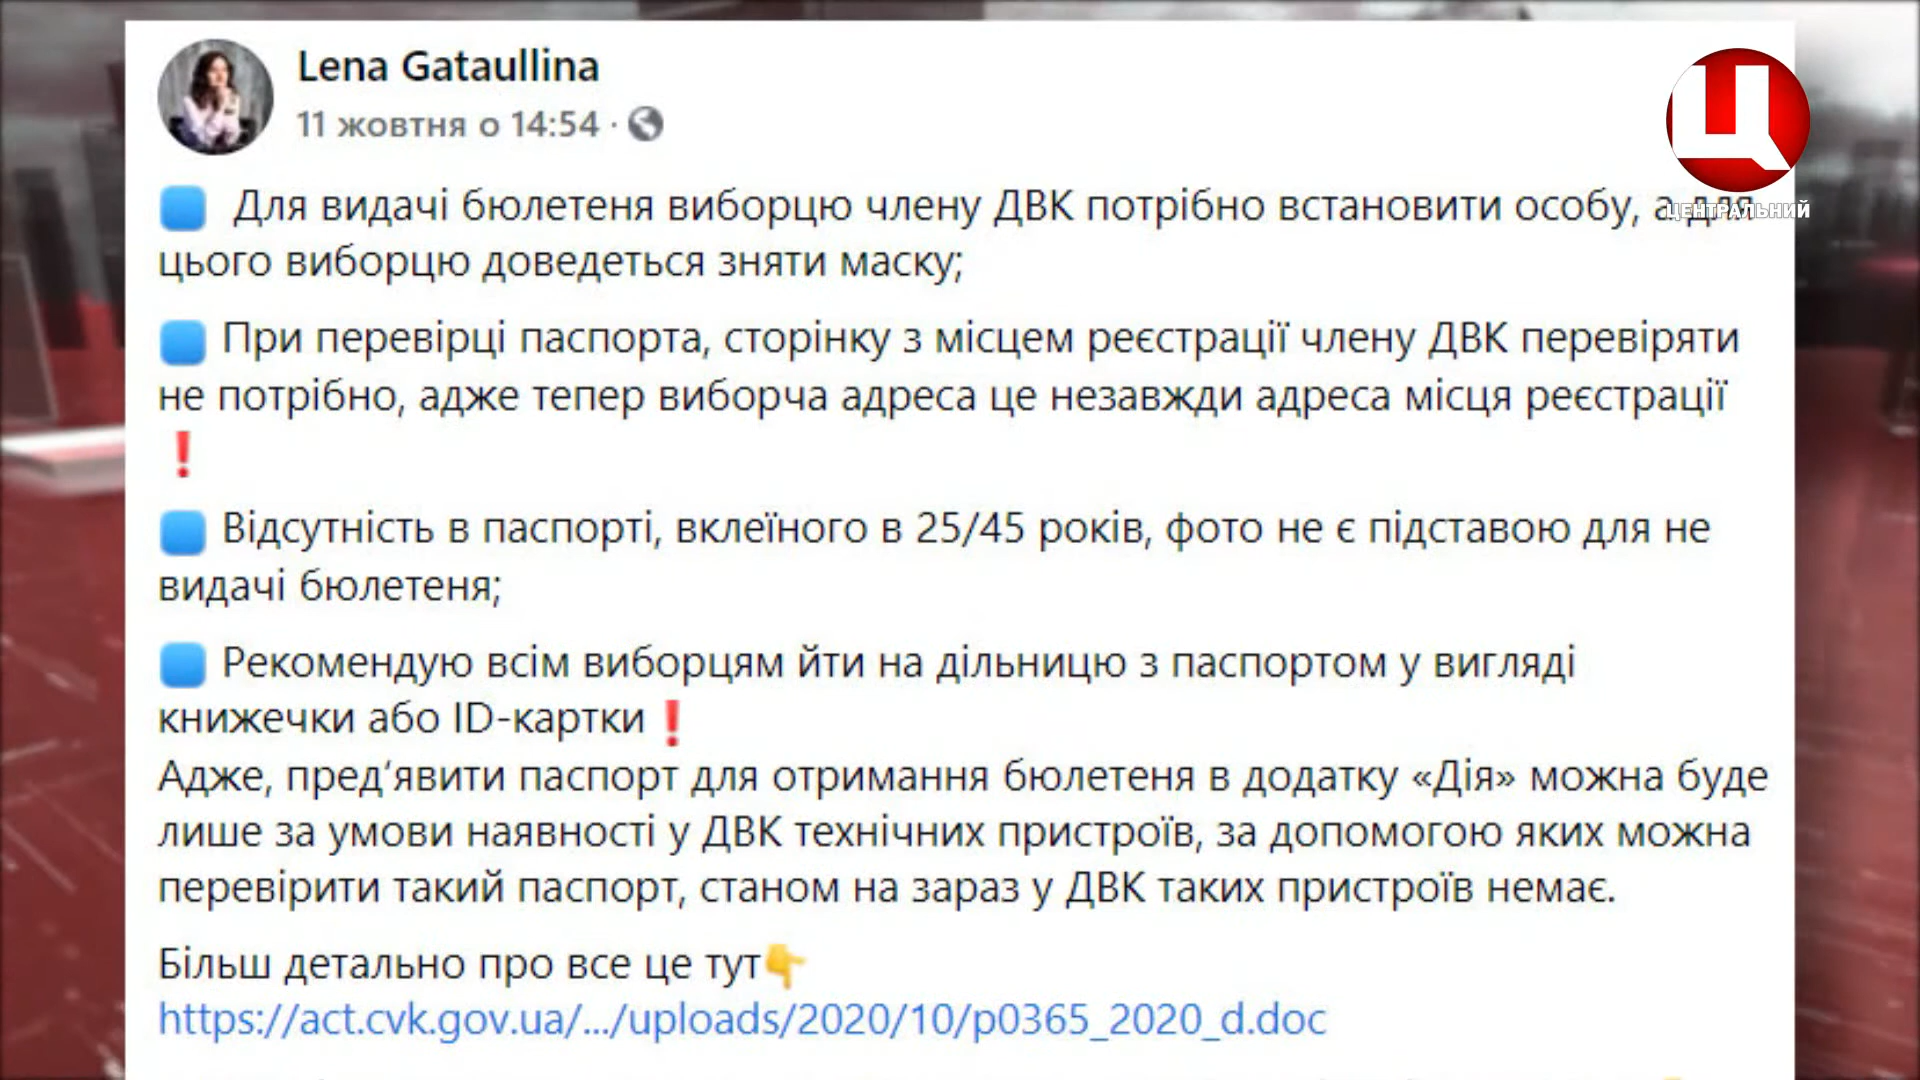 Lena Gataullina
11 жовтня о 14:54 ·
Ц
ЦЕНТРАЛЬНИЙ
Для видачі бюлетеня виборцю члену ДВК потрібно встановити особу, а для
цього виборцю доведеться зняти маску;
При перевірці паспорта, сторінку з місцем реєстрації члену ДВК перевіряти
не потрібно, адже тепер виборча адреса це незавжди адреса місця реєстрації
❗
Відсутність в паспорті, вклеїного в 25/45 років, фото не є підставою для не
видачі бюлетеня;
Рекомендую всім виборцям йти на дільницю з паспортом у вигляді
книжечки або ID-картки❗
Адже, пред‘явити паспорт для отримання бюлетеня в додатку «Дія» можна буде
лише за умови наявності у ДВК технічних пристроїв, за допомогою яких можна
перевірити такий паспорт, станом на зараз у ДВК таких пристроїв немає.
Більш детально про все це тут👇
https://act.cvk.gov.ua/.../uploads/2020/10/p0365_2020_d.doc